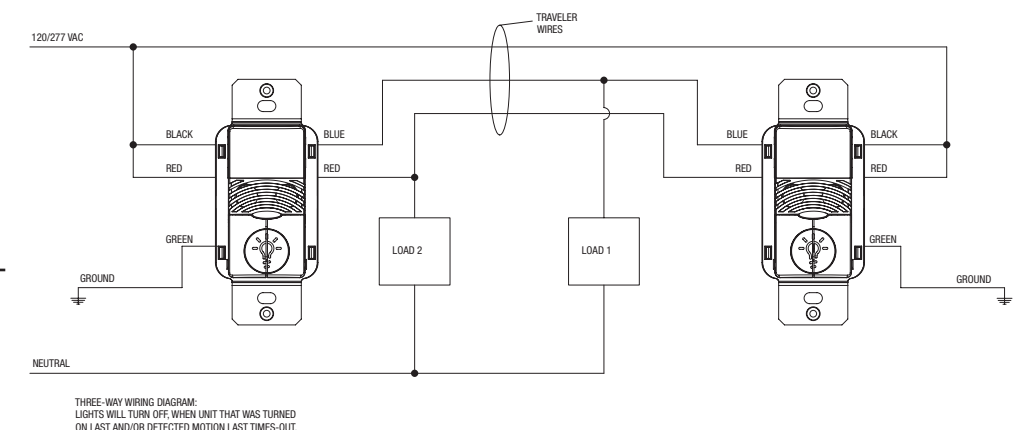 TRAVELER
WIRES
120/277 VAC
BLACK
BLUE
BLUE
BLACK
RED
RED
RED
RED
GREEN
LOAD 2
LOAD 1
GREEN
GROUND
GROUND
NEUTRAL
THREE-WAY WIRING DIAGRAM:
LIGHTS WILL TURN OFF, WHEN UNIT THAT WAS TURNED
ON LAST AND/OR DETECTED MOTION LAST TIMES-OUT